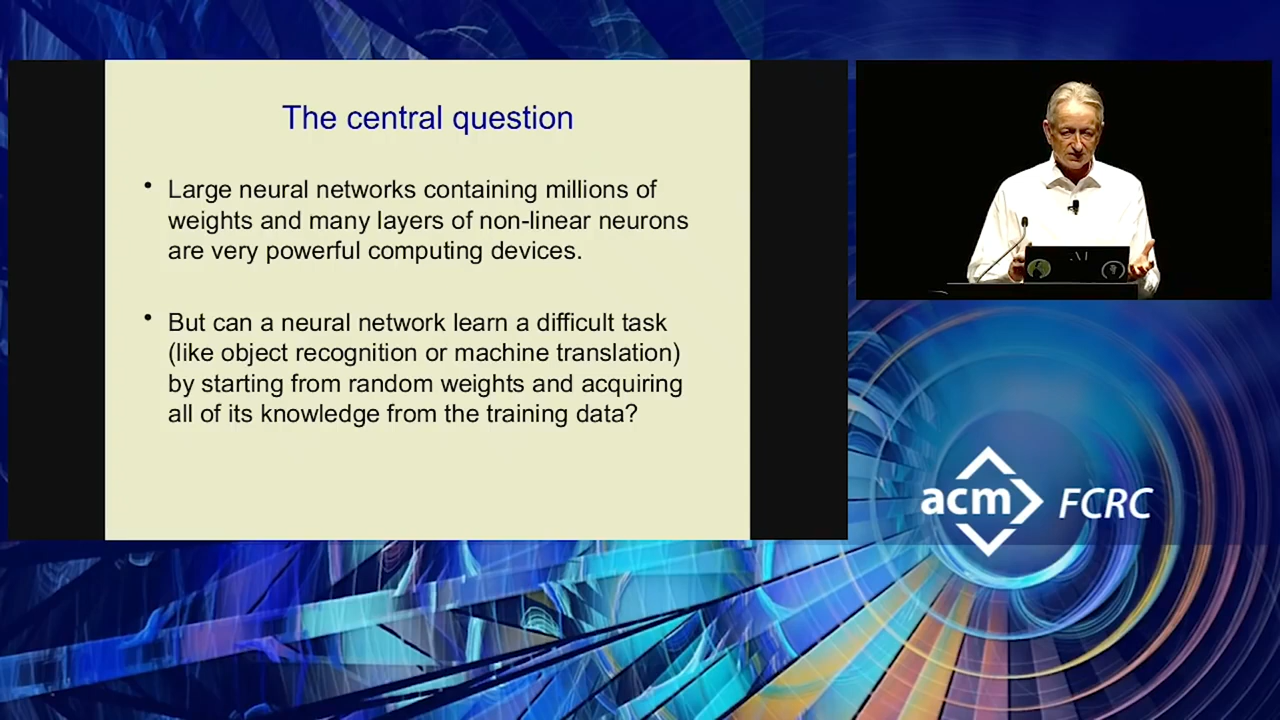 The central question
• Large neural networks containing millions of
weights and many layers of non-linear neurons
are very powerful computing devices.
• But can a neural network learn a difficult task
(like object recognition or machine translation)
by starting from random weights and acquiring
all of its knowledge from the training data?
acm FCRC